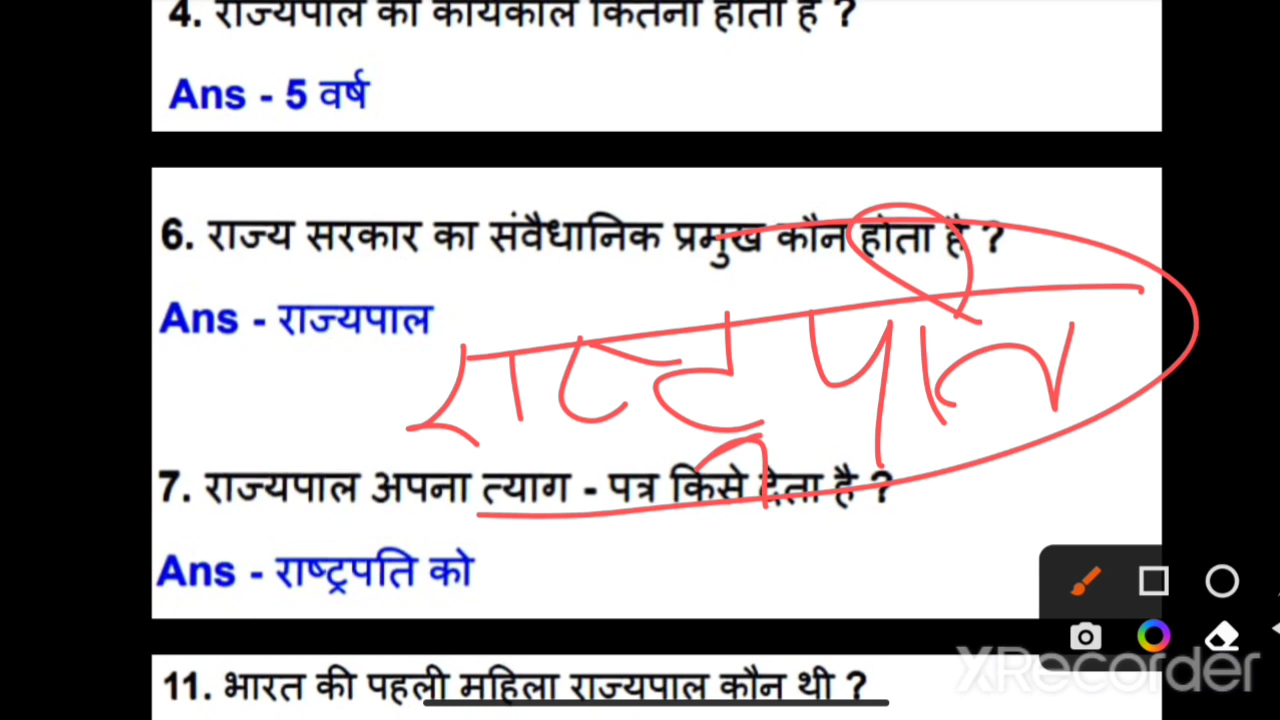 4. राज्यपाल का कार्यकाल कितना होता है ?
Ans - 5 वर्ष
6. राज्य सरकार का संवैधानिक प्रमुख कौन होता है ?
Ans - राज्यपाल
राष्ट्रपति
7. राज्यपाल अपना त्याग - पत्र किसे देता है ?
Ans - राष्ट्रपति को
11. भारत की पहली महिला राज्यपाल कौन थी ?
XRecorder